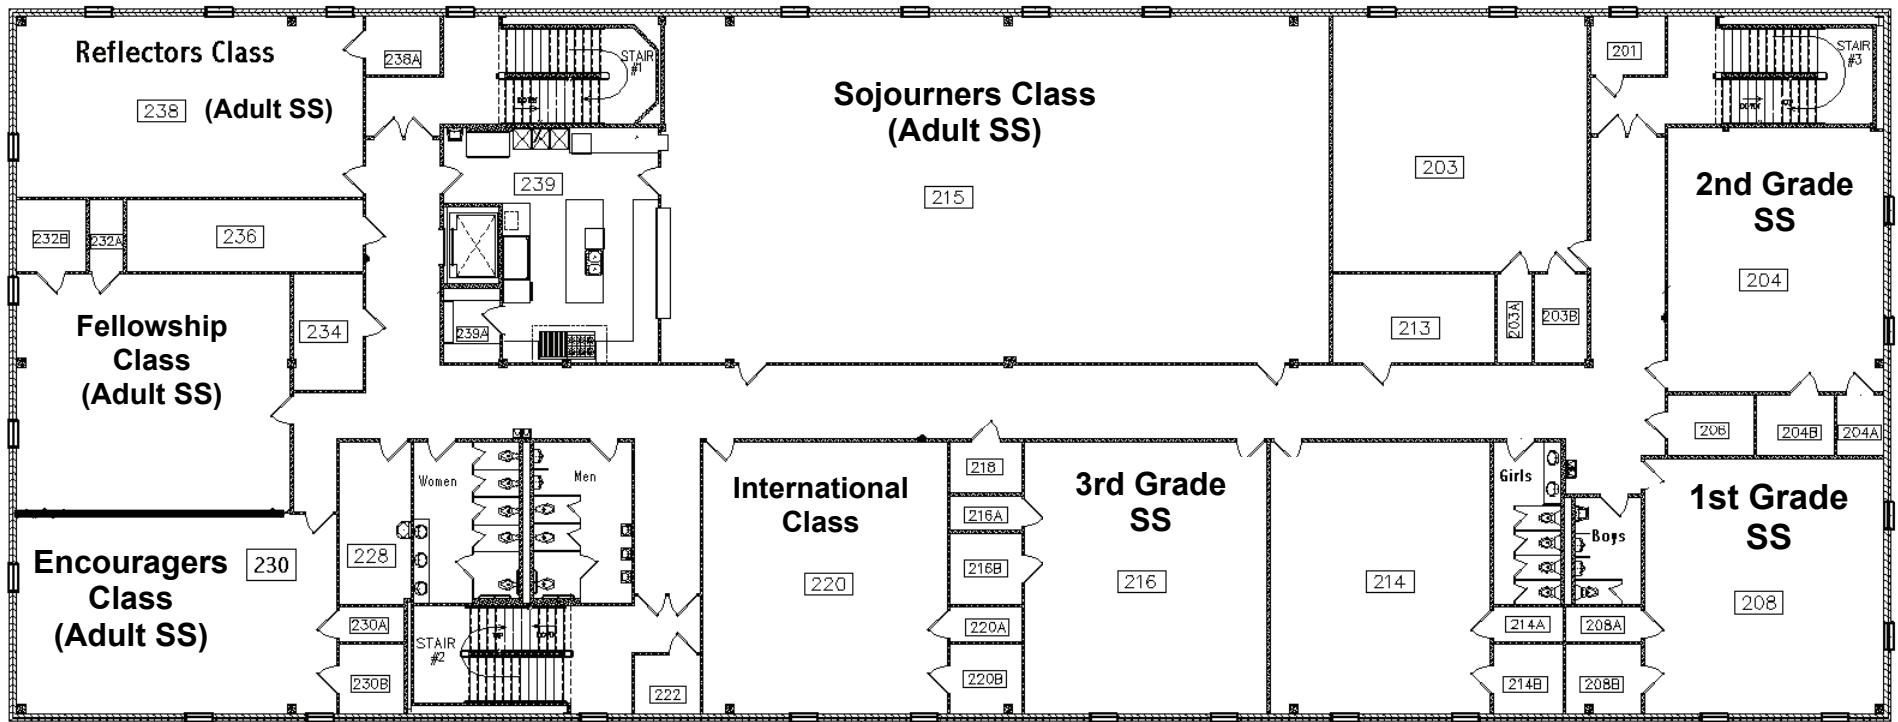 Reflectors Class
238 (Adult SS)
238A
STAIR
#1
Sojourners Class
(Adult SS)
215
203
201
STAIR
#3
239
2nd Grade
SS
204
232B
232A
236
Fellowship
Class
(Adult SS)
234
239A
213
203A
203B
206
204B
204A
Women
Men
218
Girls
International
Class
3rd Grade
SS
1st Grade
SS
216A
Boys
Encouragers
Class
(Adult SS)
230
228
220
216B
216
214
208
230A
STAIR
#2
UP
220A
214A
208A
230B
222
220B
214B
208B